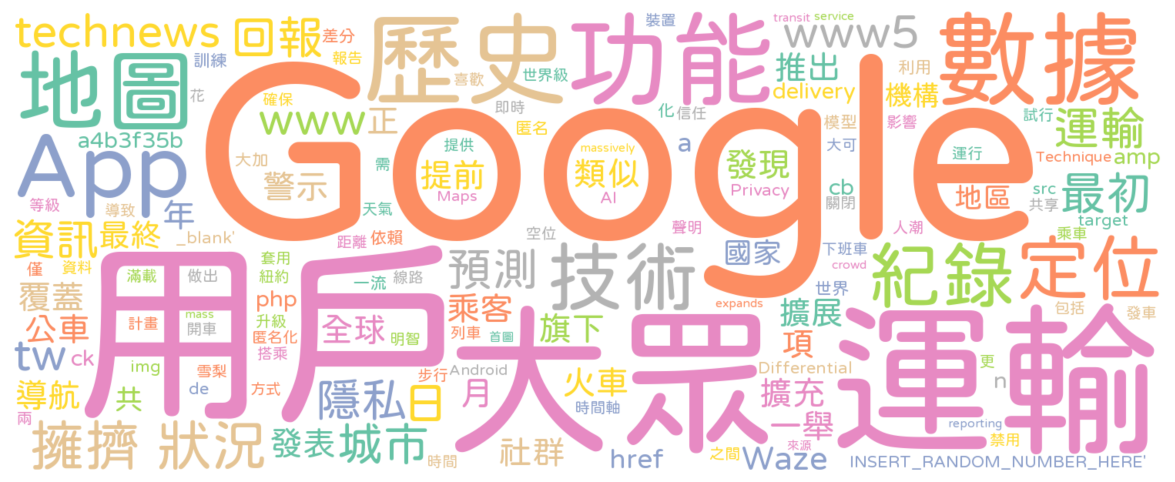 technews 回報 差分 歷史 功能 裝置 transit service www5 數據
地圖 訓練 報告 喜歡 世界級 推出 利用
花 確保 www 正 即時 delivery 機構 試行
a4b3f35b Google 匿名 化 信任 模型 影響 運輸
App 大加 提供 massively a 發現 大可 運行 Technique amp
等級 導致 年 警示 需 提前 類似 Privacy cb 地區 src 最初
Maps AI 關閉 共享
資訊 最終 _blank' 天氣 距離 依賴 空位 聲明 人潮 target
僅 資料 國家 下班車 乘車
滿載 做出 套用 紐約 一流 線路 預測 技術 世界 crowd 紀錄 定位
覆蓋 php 乘客 expands 擴展 包括 發車
公車 計畫 mass 開車 升級 全球 明智 列車 首圖 旗下 項
tw ck 匿名化 搭乘 用戶 大眾 運輸
img 雪梨 步行 Android 火車 Differential 更 n
導航 共 de 方式 隱私 日 月 時間軸 擴充
兩 一舉 reporting
擁擠 狀況 發表 城市 時間 社群 href 之間 Waze 來源 禁用
INSERT_RANDOM_NUMBER_HERE'